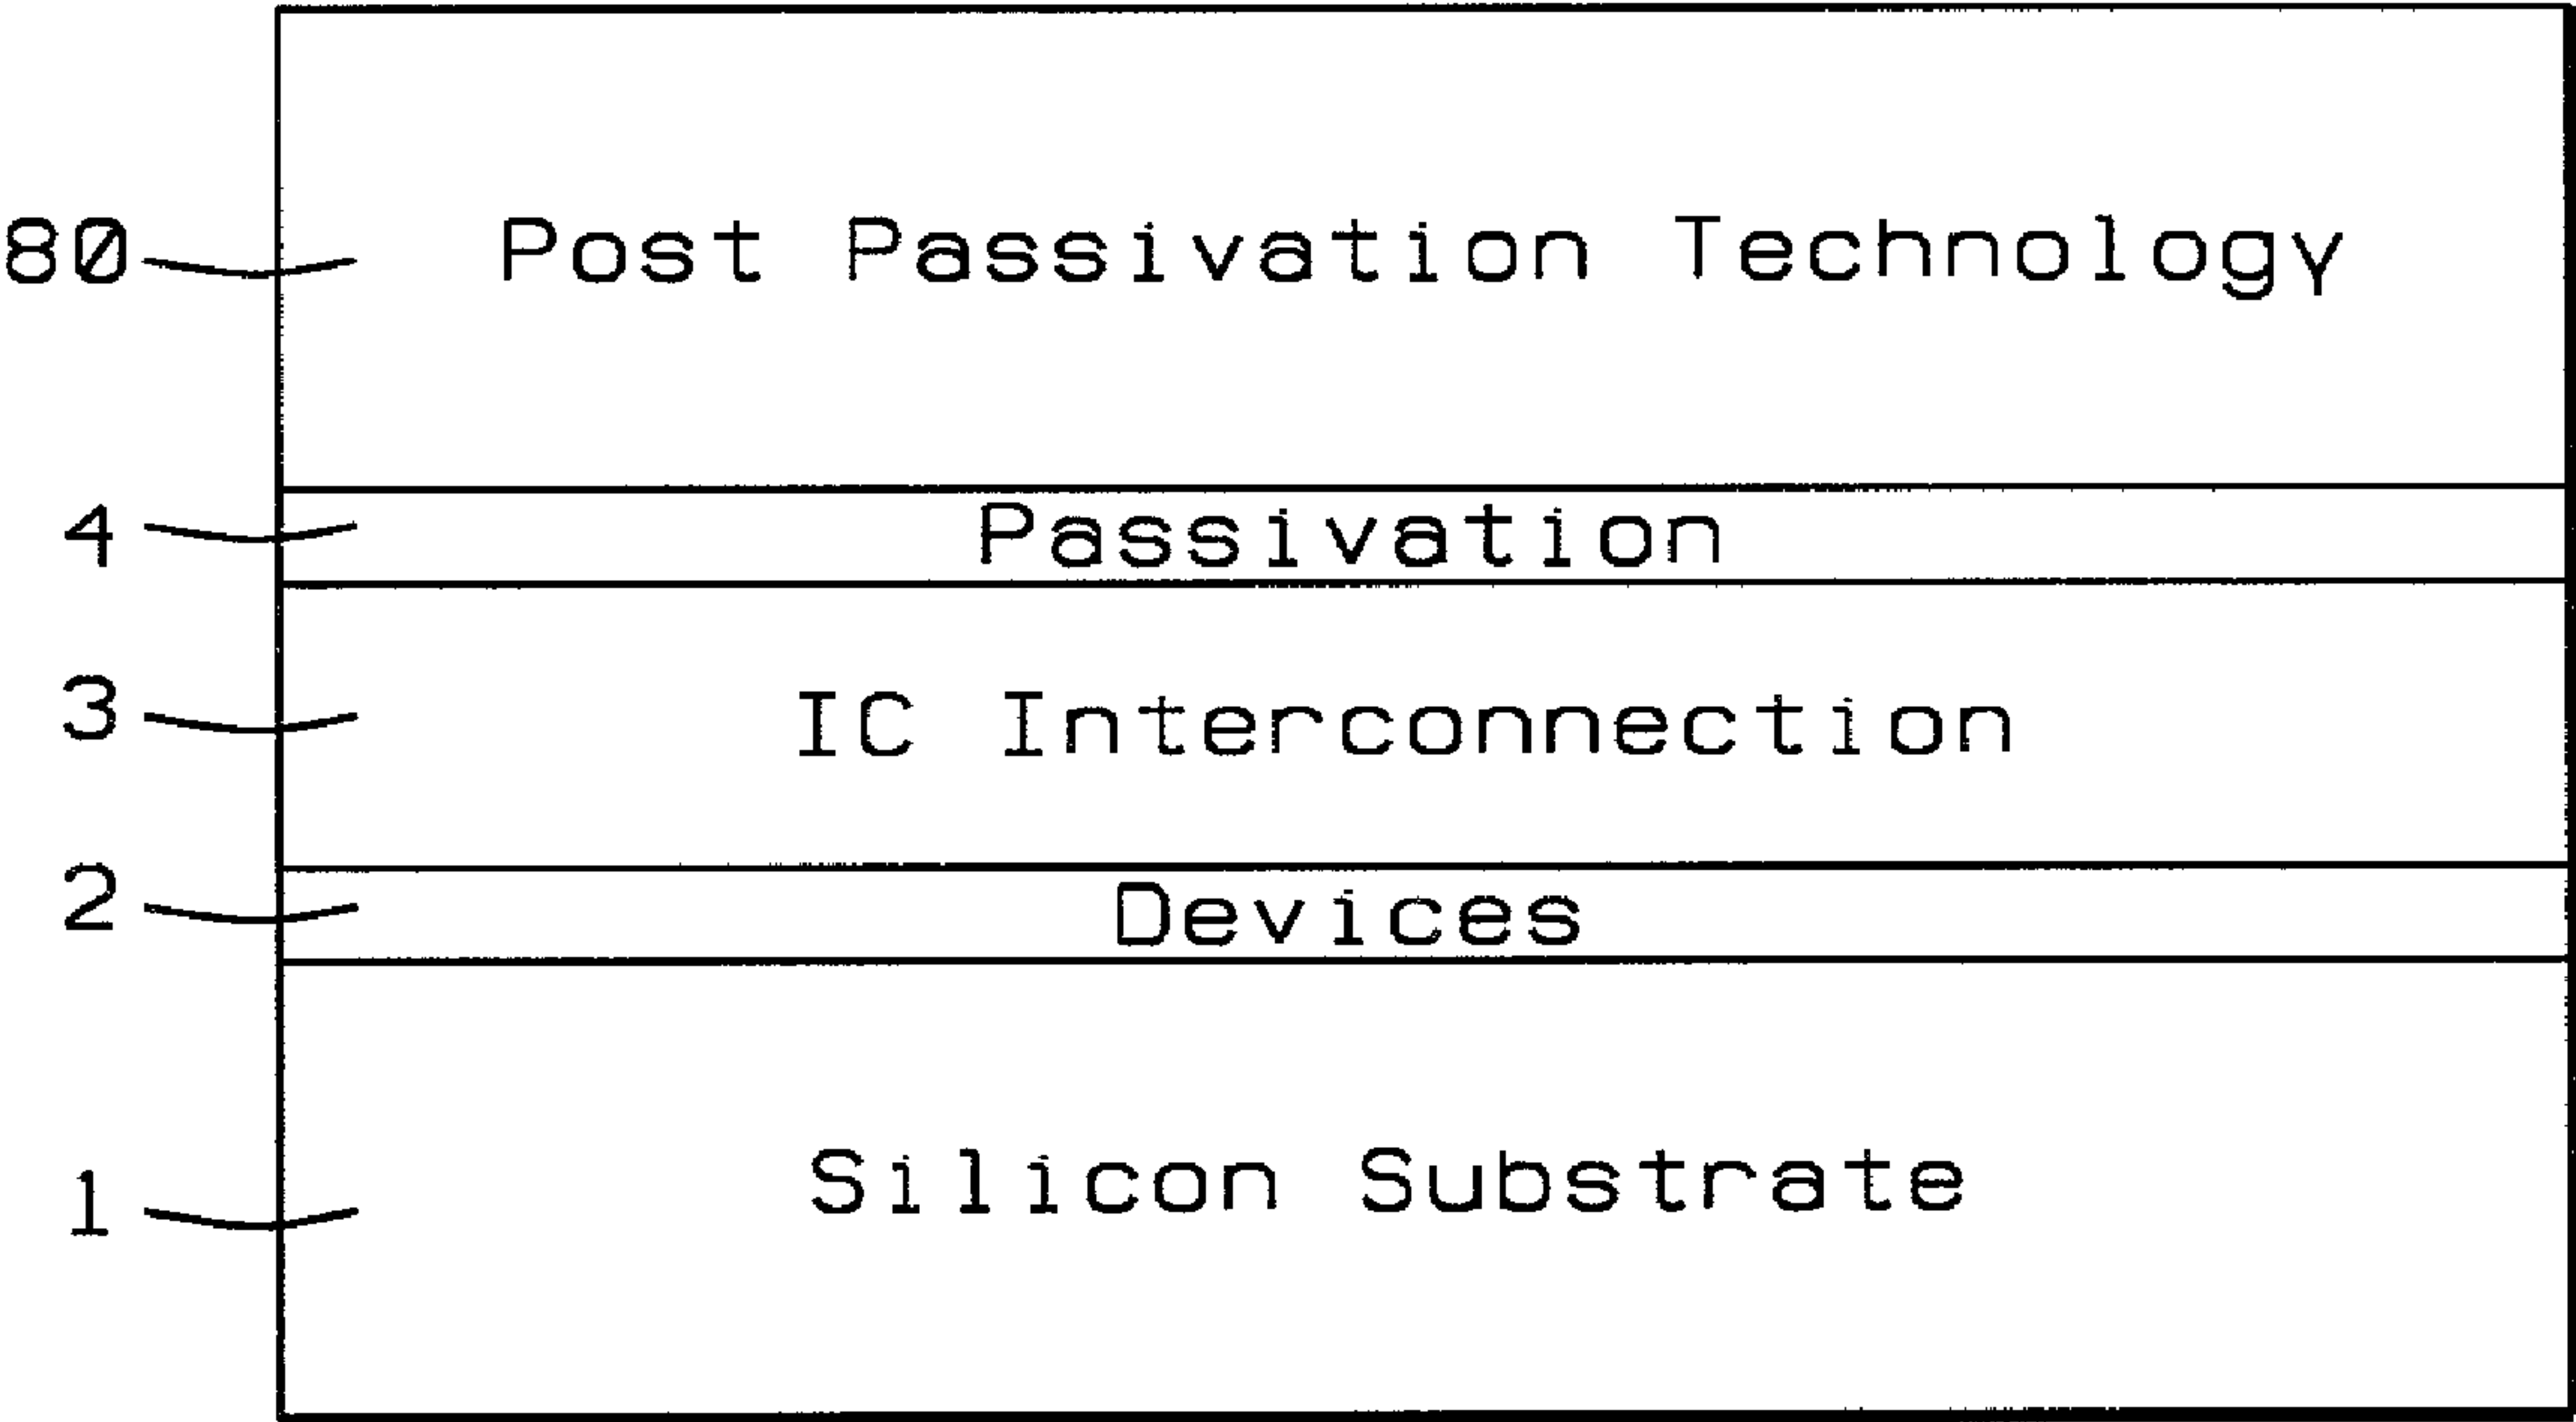 80 Post Passivation Technology
4 Passivation
3 IC Interconnection
2 Devices
1 Silicon Substrate